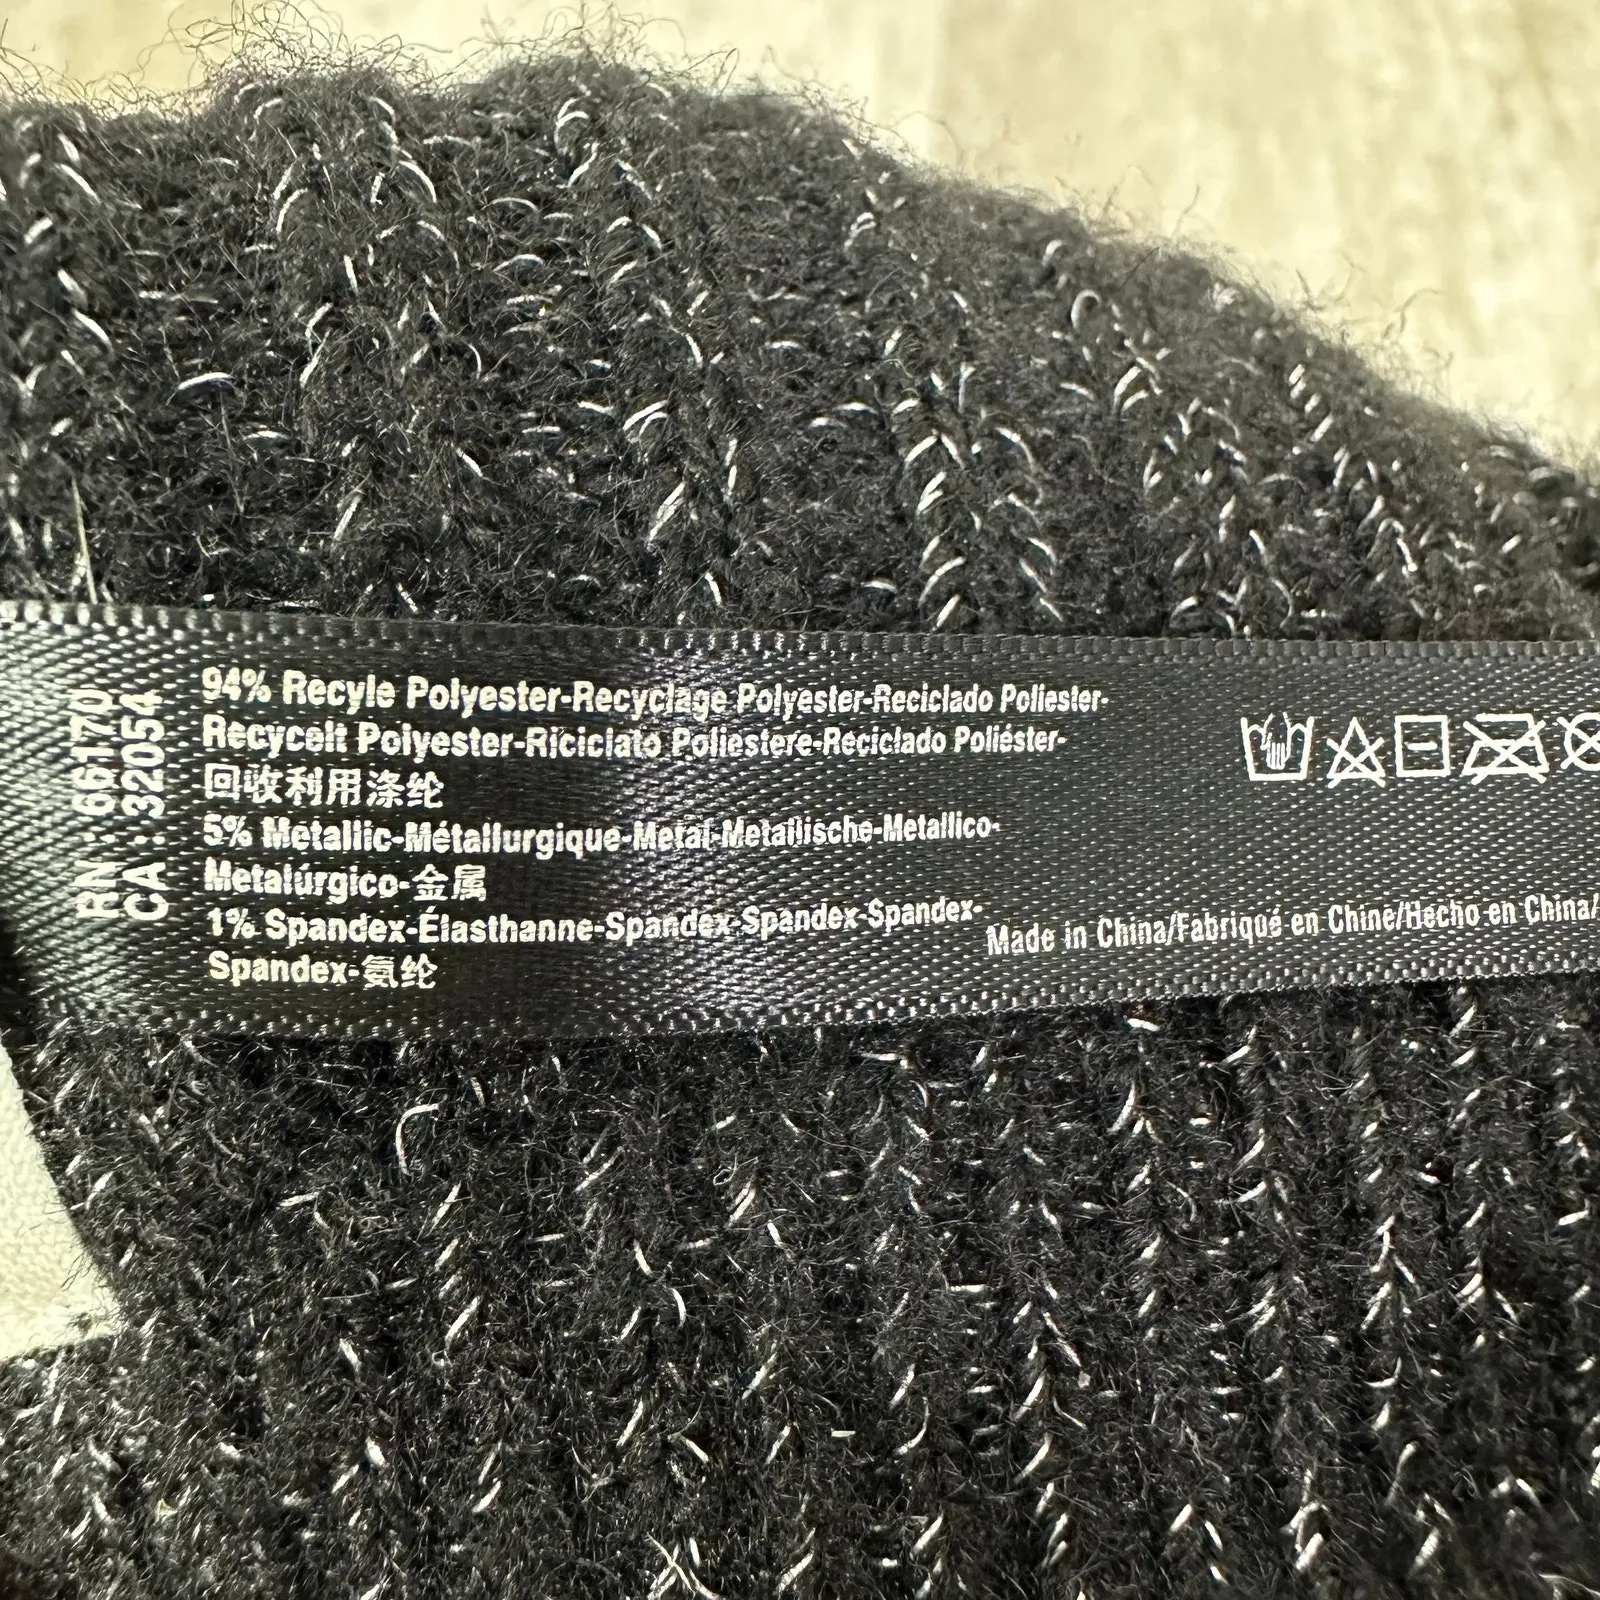 RN: 66170
CA: 32054
94% Recyle Polyester-Recyclage Polyester-Reciclado Poliester-
Recycelt Polyester-Riciclato Poliestere-Reciclado Poliéster-
回收利用涤纶
5% Metallic-Métallurgique-Metal-Metallische-Metallico-
Metalúrgico-金属
1% Spandex-Élasthanne-Spandex-Spandex-Spandex-
Spandex-氨纶
Made in China/Fabriqué en Chine/Hecho en China/